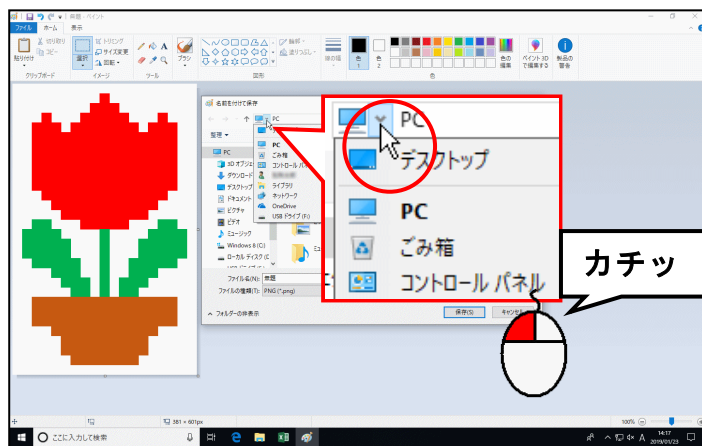 無題 - ペイント
ファイル ホーム 表示
貼り付け
切り取り
コピー
クリップボード
選択
トリミング
サイズ変更
回転
イメージ
ツール
ブラシ
図形
輪郭
塗りつぶし
線の幅
色
1
色
2
色の
編集
色
ペイント 3D
で編集する
製品の
警告
名前を付けて保存
PC
整理
PC
3D オブジェ
ダウンロード
デスクトップ
ドキュメント
ピクチャ
ビデオ
ミュージック
Windows 8 (C:)
ローカル ディスク (
PC
ごみ箱
コントロール パネ
ライブラリ
ネットワーク
OneDrive
USB ドライブ (F:)
ファイル名(N): 無題
ファイルの種類(T): PNG (*.png)
フォルダーの非表示
保存(S)
キャンセル
PC
デスクトップ
PC
ごみ箱
コントロール パネル
カチッ
381 × 601px
100%
ここに入力して検索
A
14:17
2019/01/23